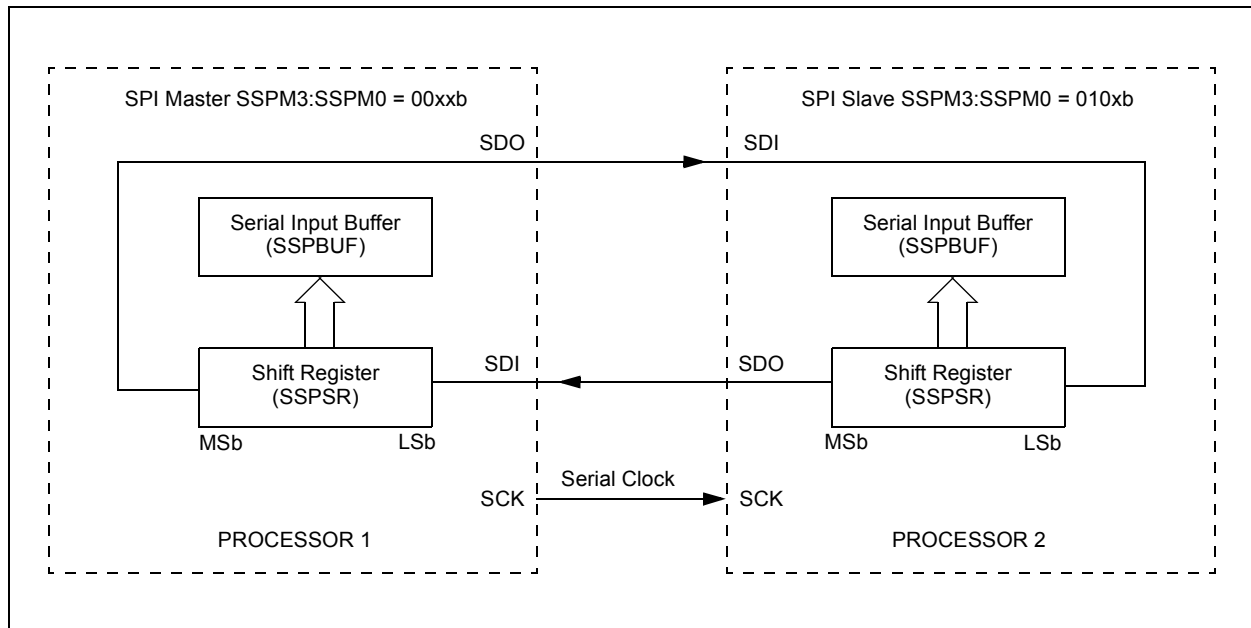 SPI Master SSPM3:SSPM0 = 00xxb
SPI Slave SSPM3:SSPM0 = 010xb
SDO
SDI
Serial Input Buffer
(SSPBUF)
Serial Input Buffer
(SSPBUF)
Shift Register
(SSPSR)
MSb
LSb
SDI
SDO
Shift Register
(SSPSR)
MSb
LSb
SCK
Serial Clock
SCK
PROCESSOR 1
PROCESSOR 2